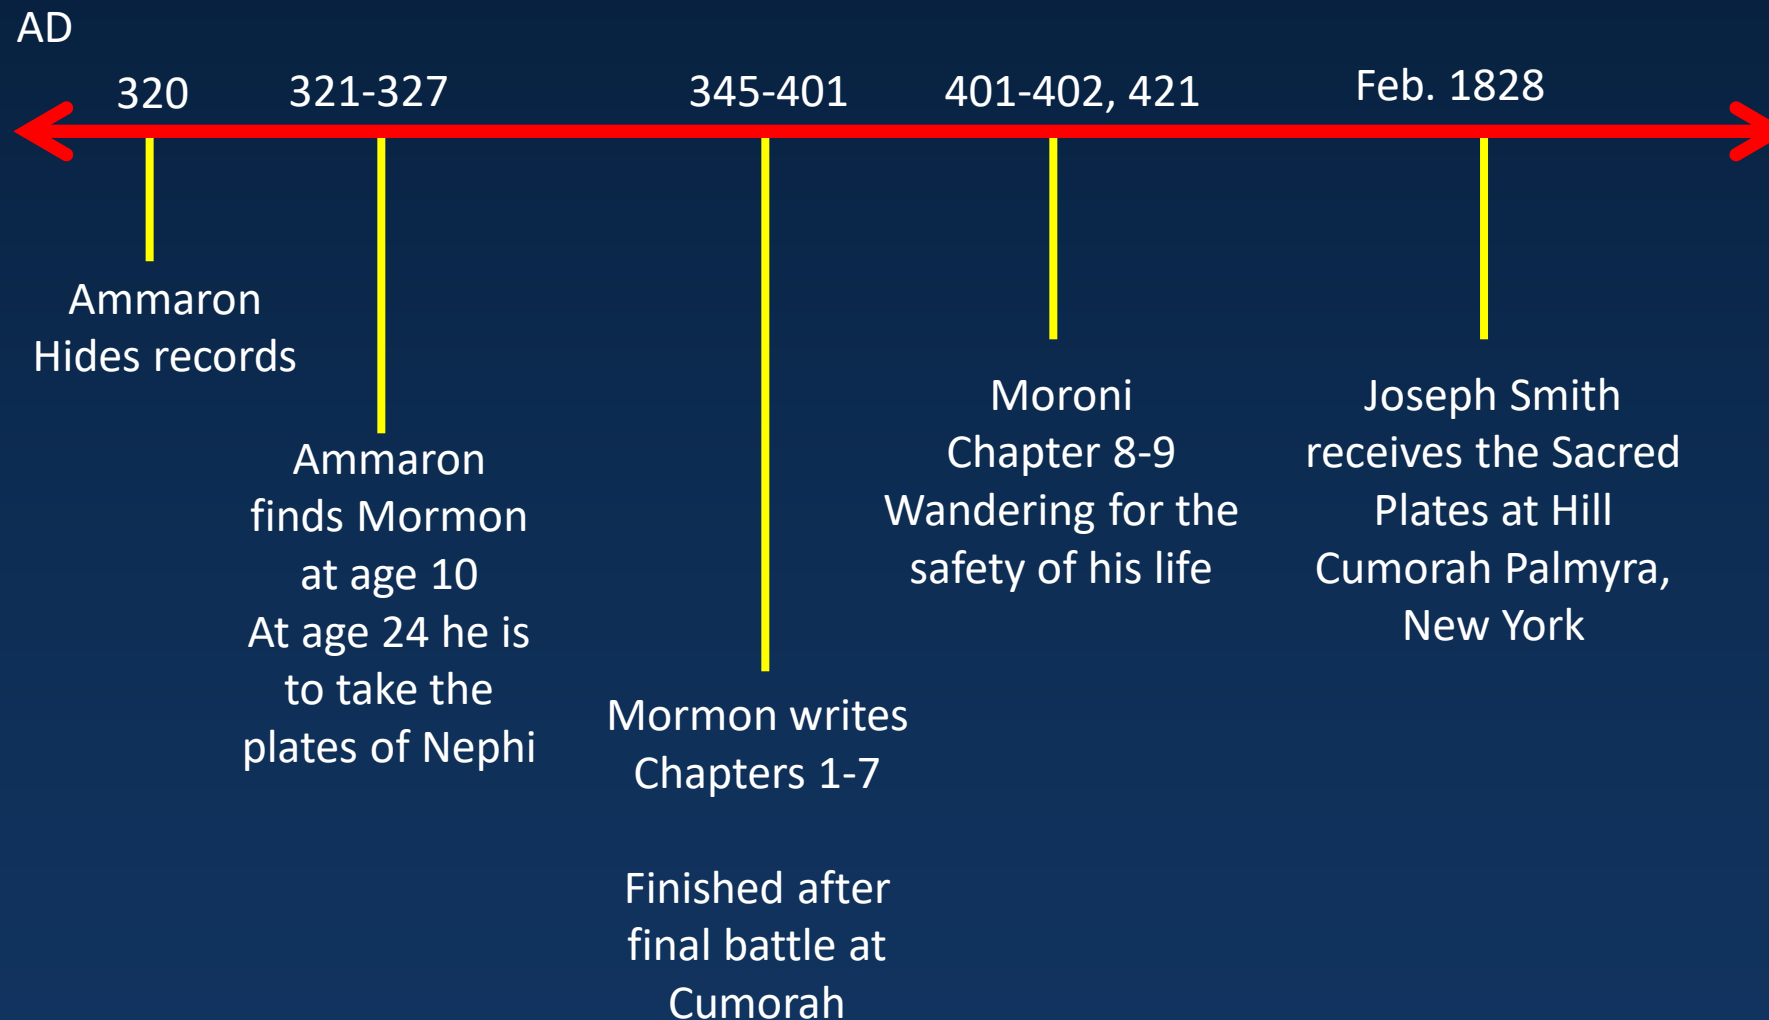 AD
320
321-327
345-401
401-402, 421
Feb. 1828
Ammaron
Hides records
Ammaron
finds Mormon
at age 10
At age 24 he is
to take the
plates of Nephi
Mormon writes
Chapters 1-7
Finished after
final battle at
Cumorah
Moroni
Chapter 8-9
Wandering for the
safety of his life
Joseph Smith
receives the Sacred
Plates at Hill
Cumorah Palmyra,
New York